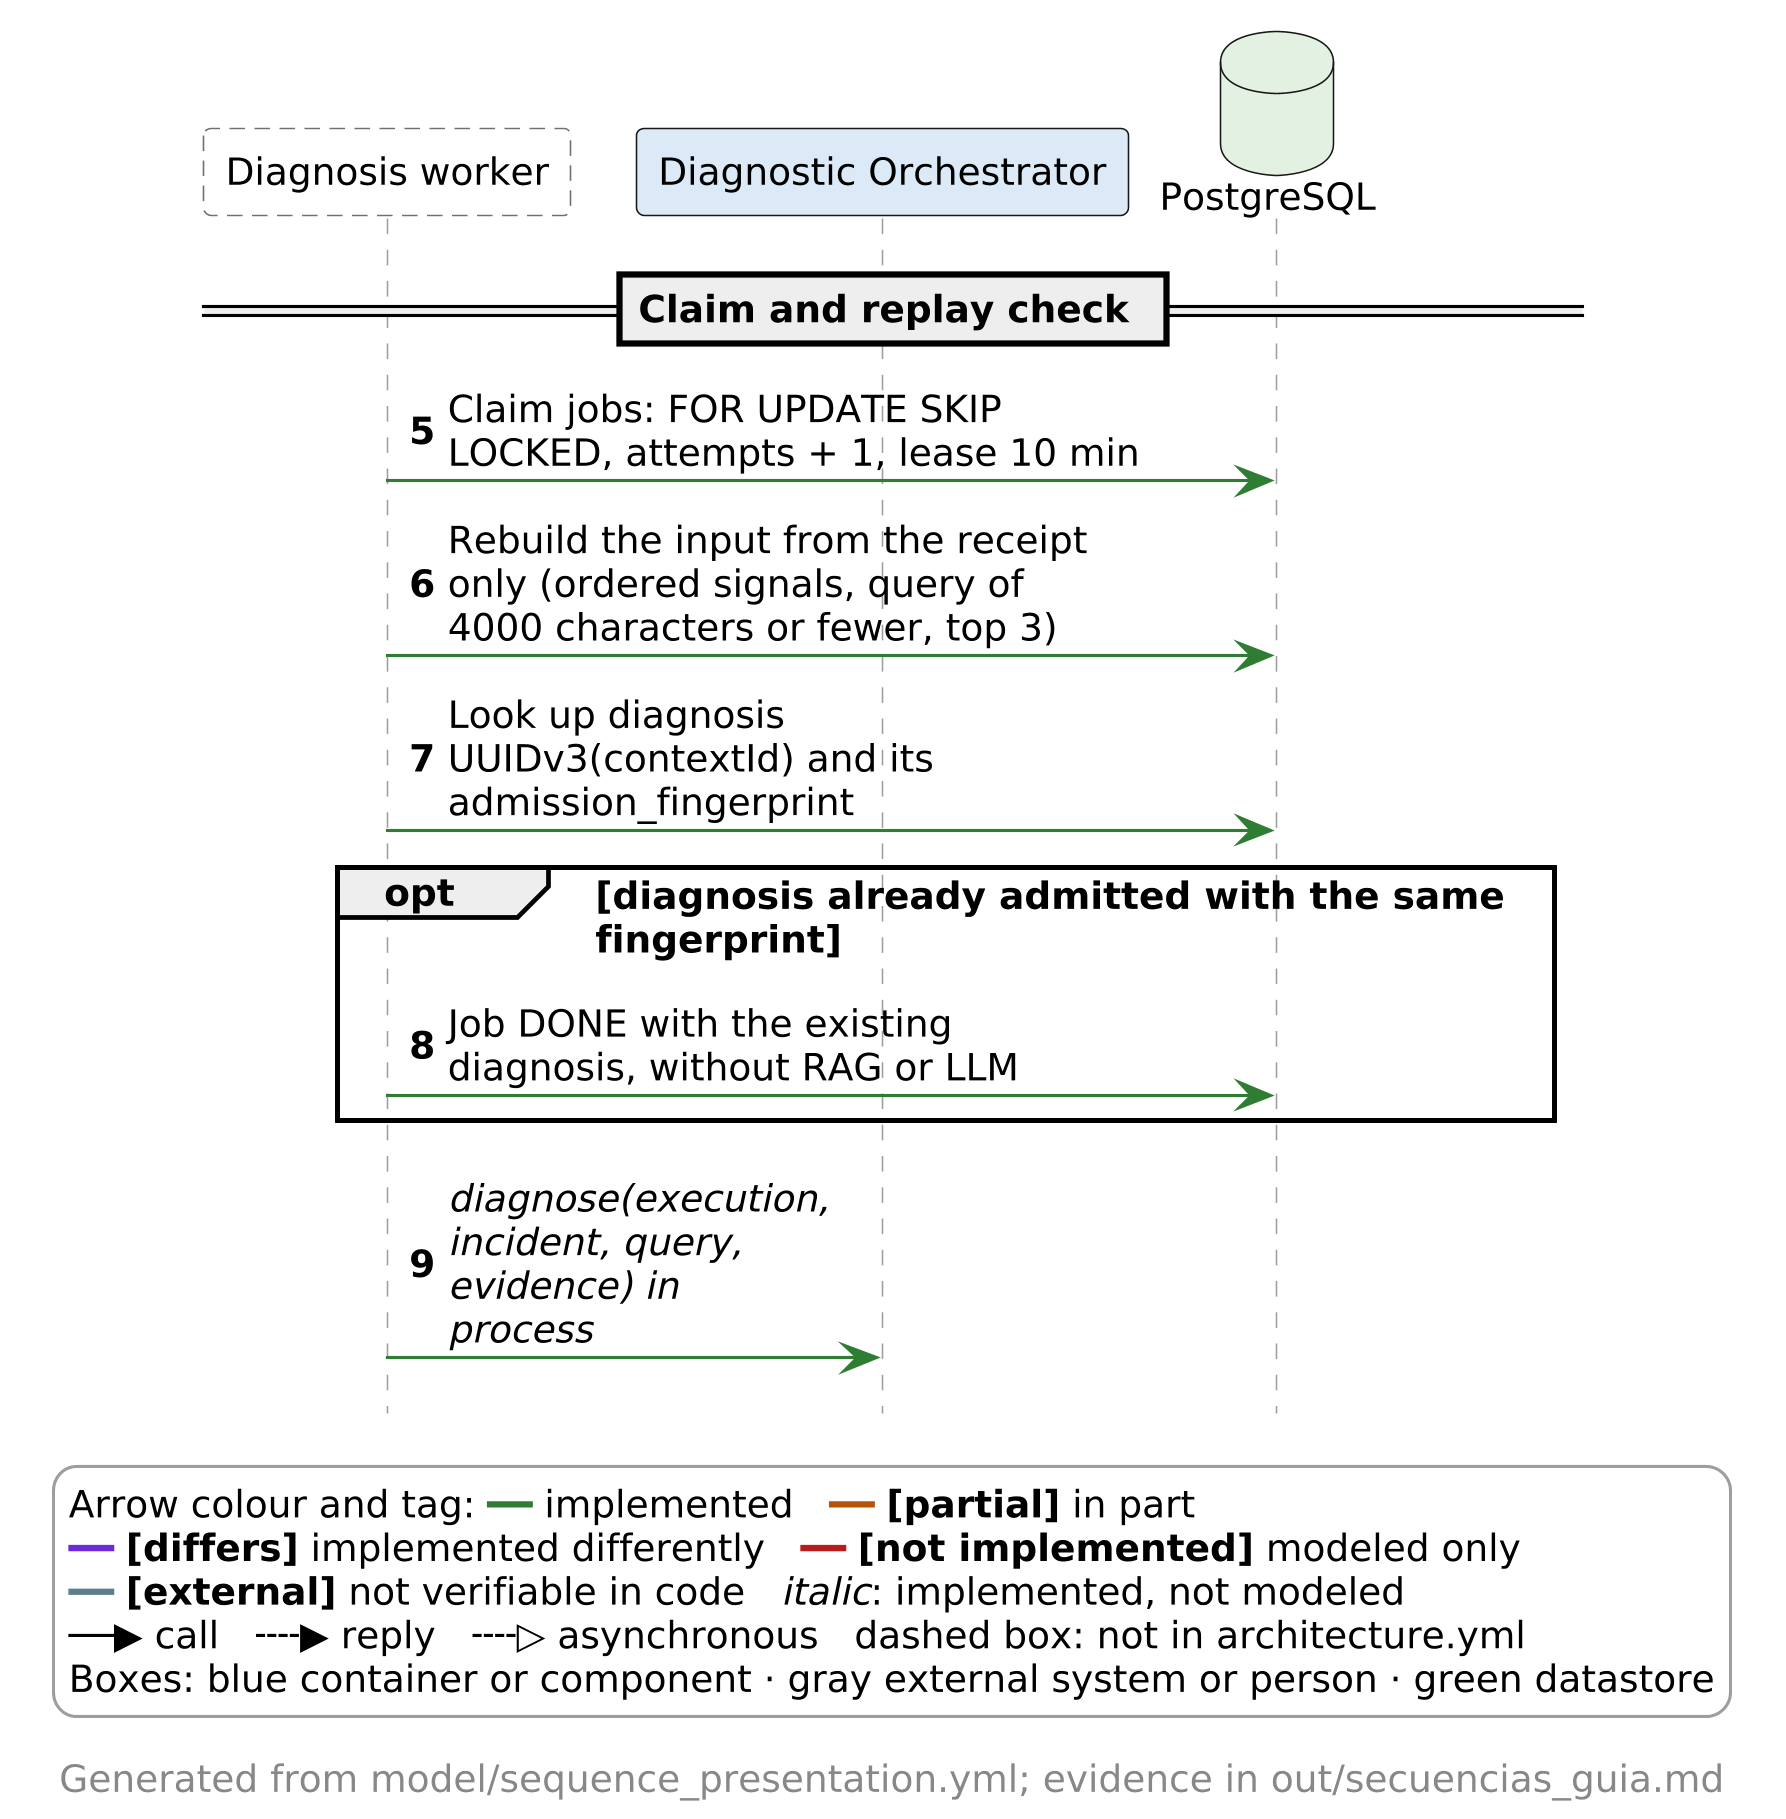 Diagnosis worker
Diagnostic Orchestrator
PostgreSQL
Claim and replay check
5 Claim jobs: FOR UPDATE SKIP
LOCKED, attempts + 1, lease 10 min
Rebuild the input from the receipt
6 only (ordered signals, query of
4000 characters or fewer, top 3)
Look up diagnosis
7 UUIDv3(contextId) and its
admission_fingerprint
opt
[diagnosis already admitted with the same
fingerprint]
8 Job DONE with the existing
diagnosis, without RAG or LLM
diagnose(execution,
incident, query,
9 evidence) in
process
Arrow colour and tag: implemented [partial] in part
[differs] implemented differently [not implemented] modeled only
[external] not verifiable in code italic: implemented, not modeled
call reply asynchronous dashed box: not in architecture.yml
Boxes: blue container or component · gray external system or person · green datastore
Generated from model/sequence_presentation.yml; evidence in out/secuencias_guia.md